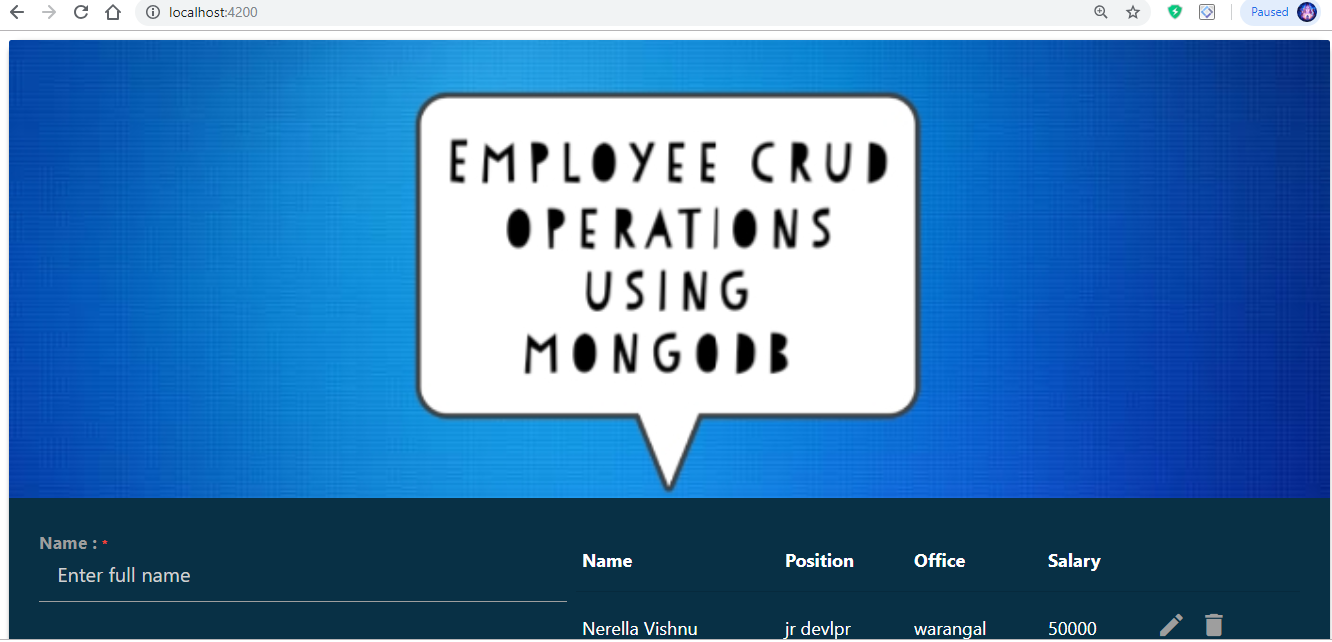 localhost:4200
Paused
EMPLOYEE CRUD
OPERATIONS
USING
MONGODB
Name : *
Enter full name
Name Position Office Salary
Nerella Vishnu jr devlpr warangal 50000